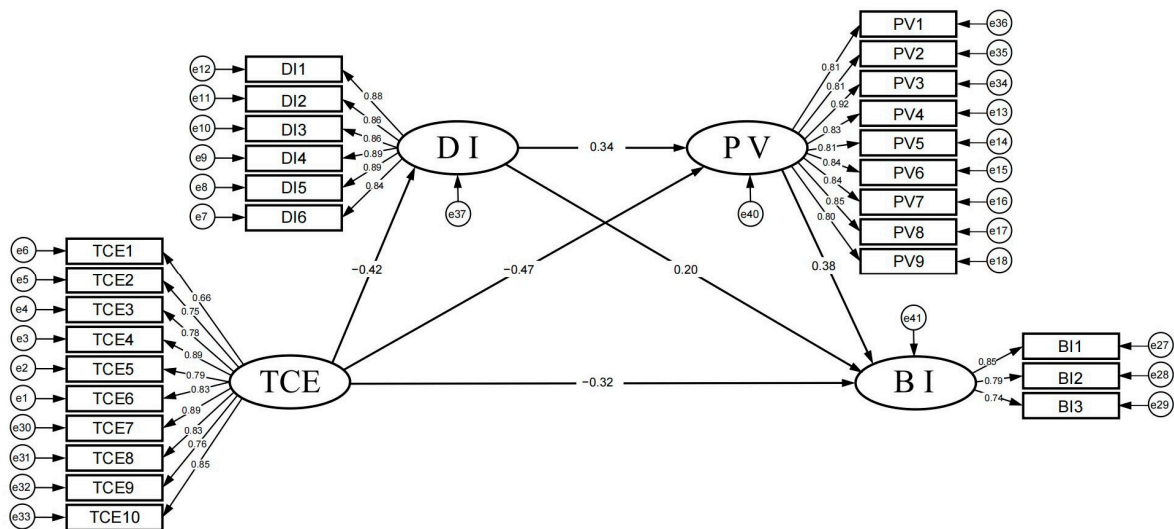 e12 DI1
e11 DI2
e10 DI3
e9 DI4
e8 DI5
e7 DI6
0.88
0.86
0.86
0.89
0.89
0.84
D I
e37
0.34
P V
e40
PV1 e36
PV2 e35
PV3 e34
PV4 e13
PV5 e14
PV6 e15
PV7 e16
PV8 e17
PV9 e18
0.81
0.81
0.92
0.83
0.81
0.84
0.84
0.85
0.80
−0.42
−0.47
0.20
0.38
e6 TCE1
e5 TCE2
e4 TCE3
e3 TCE4
e2 TCE5
e1 TCE6
e30 TCE7
e31 TCE8
e32 TCE9
e33 TCE10
0.66
0.75
0.78
0.89
0.79
0.83
0.89
0.83
0.76
0.85
TCE
−0.32
e41
B I
0.85
0.79
0.74
BI1 e27
BI2 e28
BI3 e29